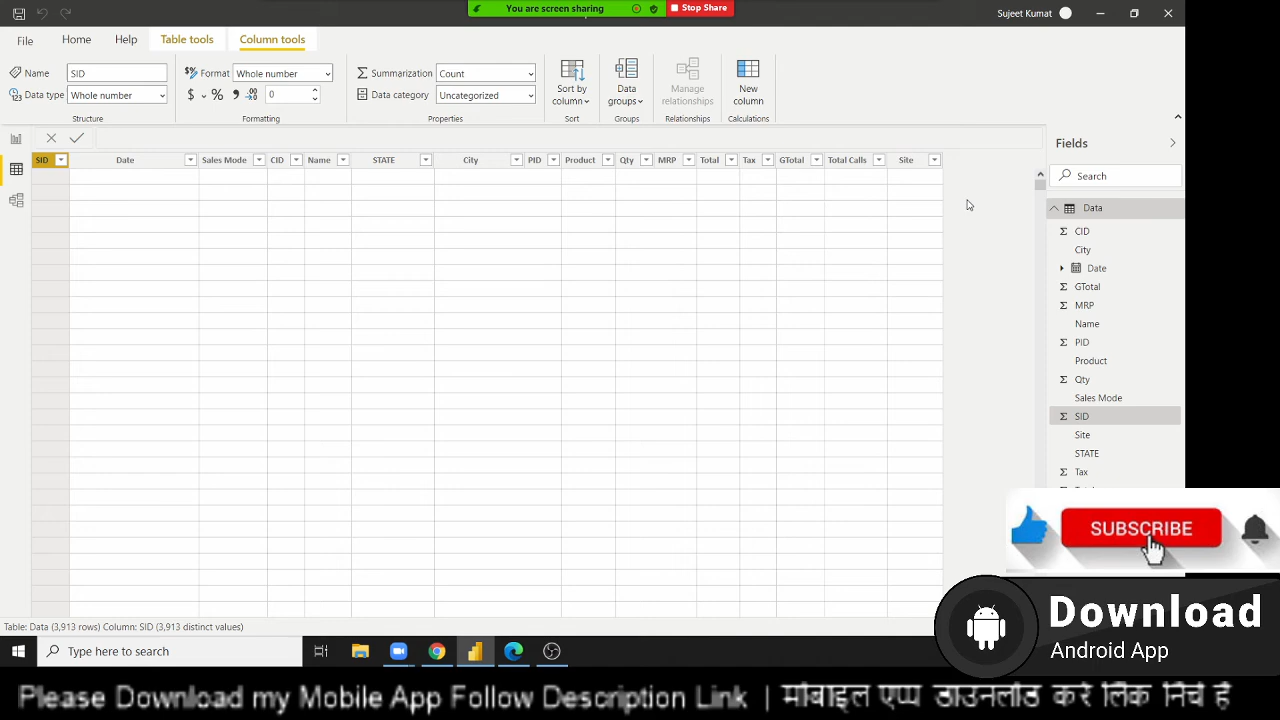 You are screen sharing
Stop Share
Sujeet Kumat
File
Home
Help
Table tools
Column tools
Name
SID
Format
Whole number
Summarization
Count
Data type
Whole number
$
%
0
Data category
Uncategorized
Sort by
column
Data
groups
Manage
relationships
New
column
Structure
Formatting
Properties
Sort
Groups
Relationships
Calculations
Fields
Search
SID
Date
Sales Mode
CID
Name
STATE
City
PID
Product
Qty
MRP
Total
Tax
GTotal
Total Calls
Site
Data
CID
City
Date
GTotal
MRP
Name
PID
Product
Qty
Sales Mode
SID
Site
STATE
Tax
SUBSCRIBE
Download
Android App
Table: Data (3,913 rows) Column: SID (3,913 distinct values)
Type here to search
Please Download my Mobile App Follow Description Link | मोबाइल एप्प डाउनलोड करे लिंक निचे है